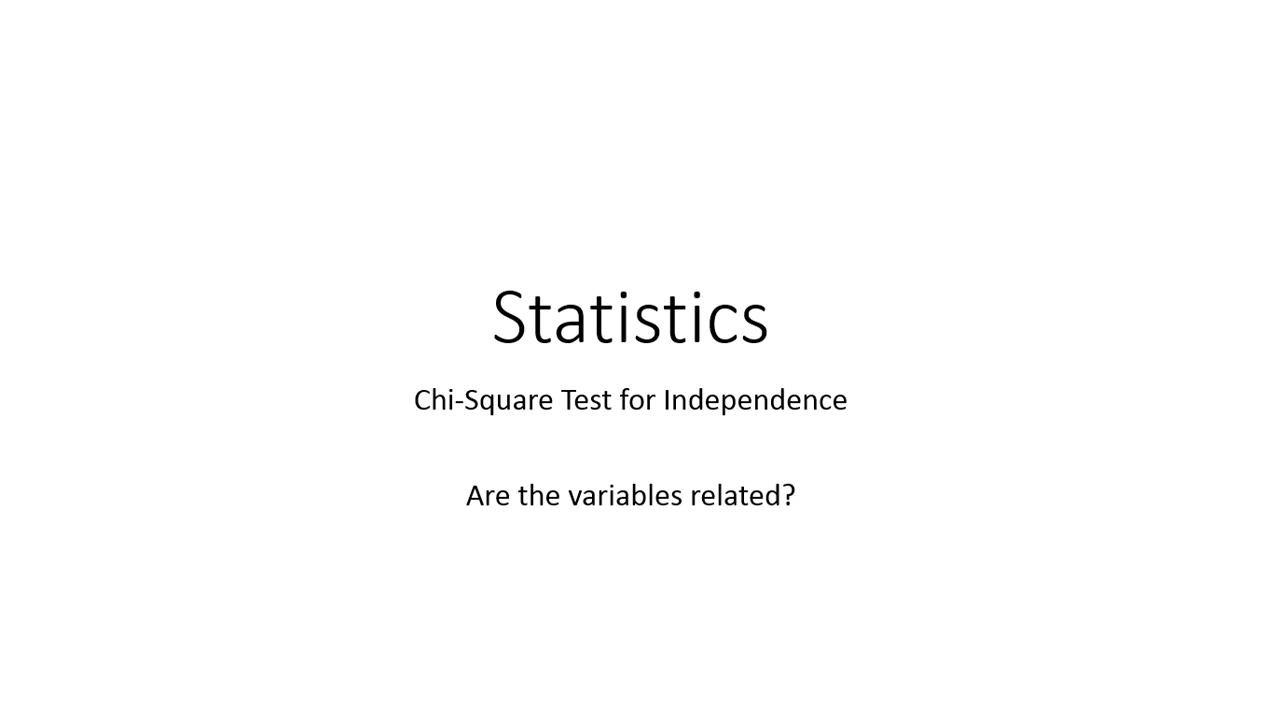 Statistics
Chi-Square Test for Independence
Are the variables related?